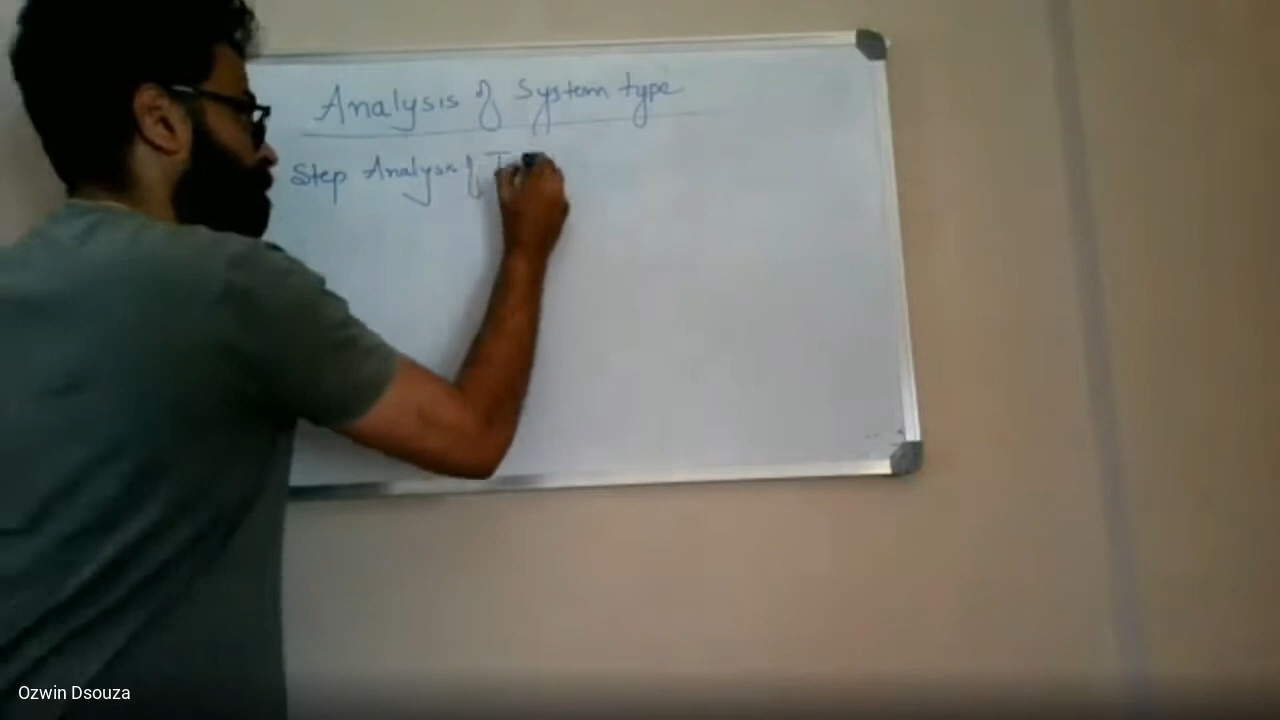 Analysis of System type
Step Analysis of
Ozwin Dsouza